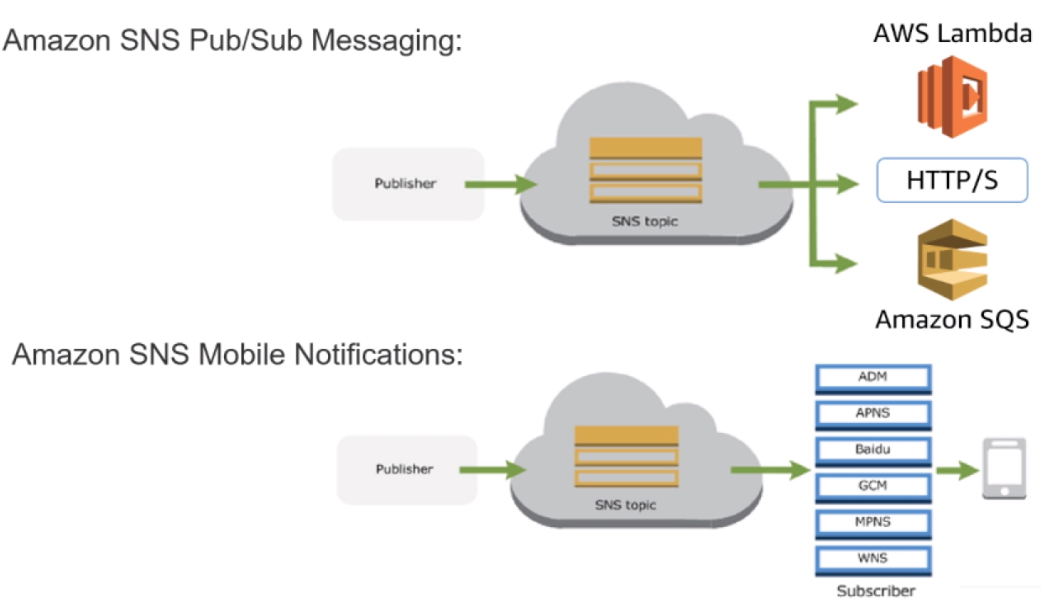 Amazon SNS Pub/Sub Messaging:
AWS Lambda
Publisher
SNS topic
HTTP/S
Amazon SQS
Amazon SNS Mobile Notifications:
Publisher
SNS topic
ADM
APNS
Baidu
GCM
MPNS
WNS
Subscriber